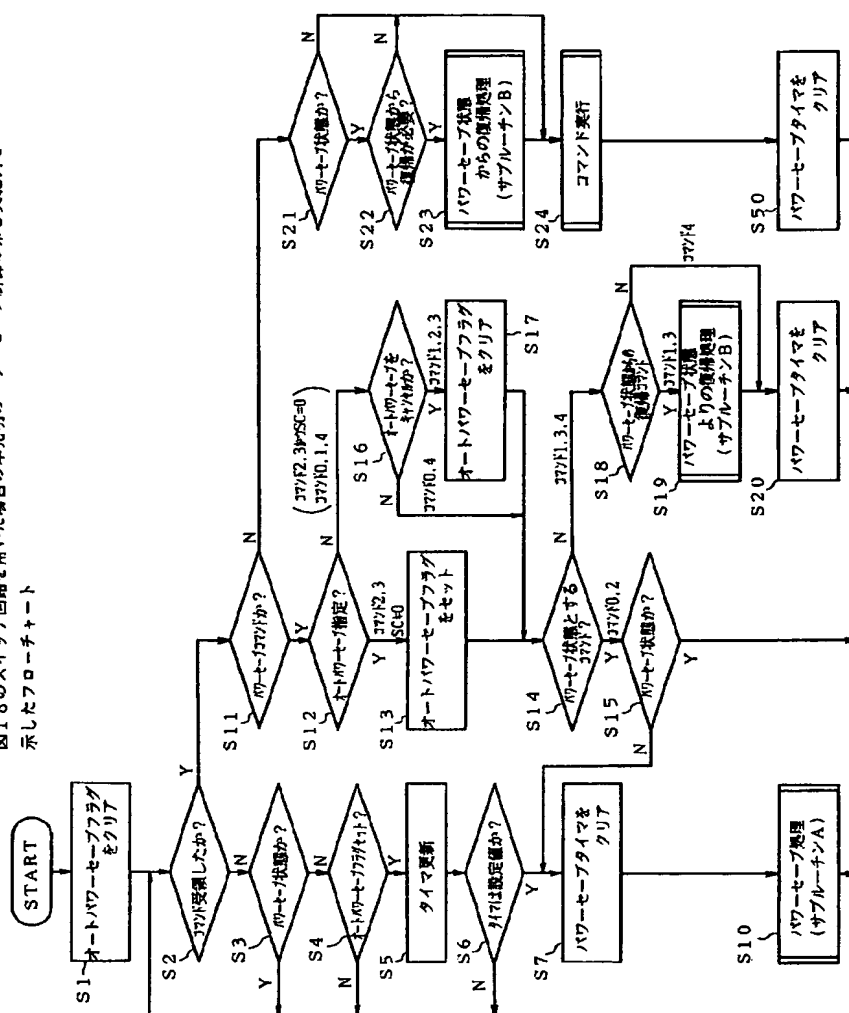 示したフローチャート
START
S1
オートパワーセーブフラグ
をクリア
S2
コマンド受領したか?
Y
N
S3
パワーセーブ状態か?
Y
N
S4
オートパワーセーブフラグセット?
N
Y
S5
タイマ更新
S6
タイマは設定値か?
N
Y
S7
パワーセーブタイマを
クリア
S10
パワーセーブ処理
(サブルーチンA)
S11
パワーセーブコマンドか?
N
Y
S12
オートパワーセーブ指定?
N
(コマンド2,3かつSC=0
コマンド0,1,4)
Y
コマンド2,3
SC≠0
S13
オートパワーセーブフラグ
をセット
S16
オートパワーセーブを
キャンセルか?
N
コマンド0,4
Y
コマンド1,2,3
オートパワーセーブフラグ
をクリア
S17
S14
パワーセーブ状態とする
コマンド?
N
コマンド1,3,4
Y
コマンド0,2
S15
パワーセーブ状態か?
N
Y
S18
パワーセーブ状態からの
復帰コマンド
N
コマンド4
Y
コマンド1,3
S19
パワーセーブ状態
よりの復帰処理
(サブルーチンB)
S20
パワーセーブタイマを
クリア
S21
パワーセーブ状態か?
N
Y
S22
パワーセーブ状態から
復帰が必要?
N
Y
S23
パワーセーブ状態
からの復帰処理
(サブルーチンB)
S24
コマンド実行
S50
パワーセーブタイマを
クリア